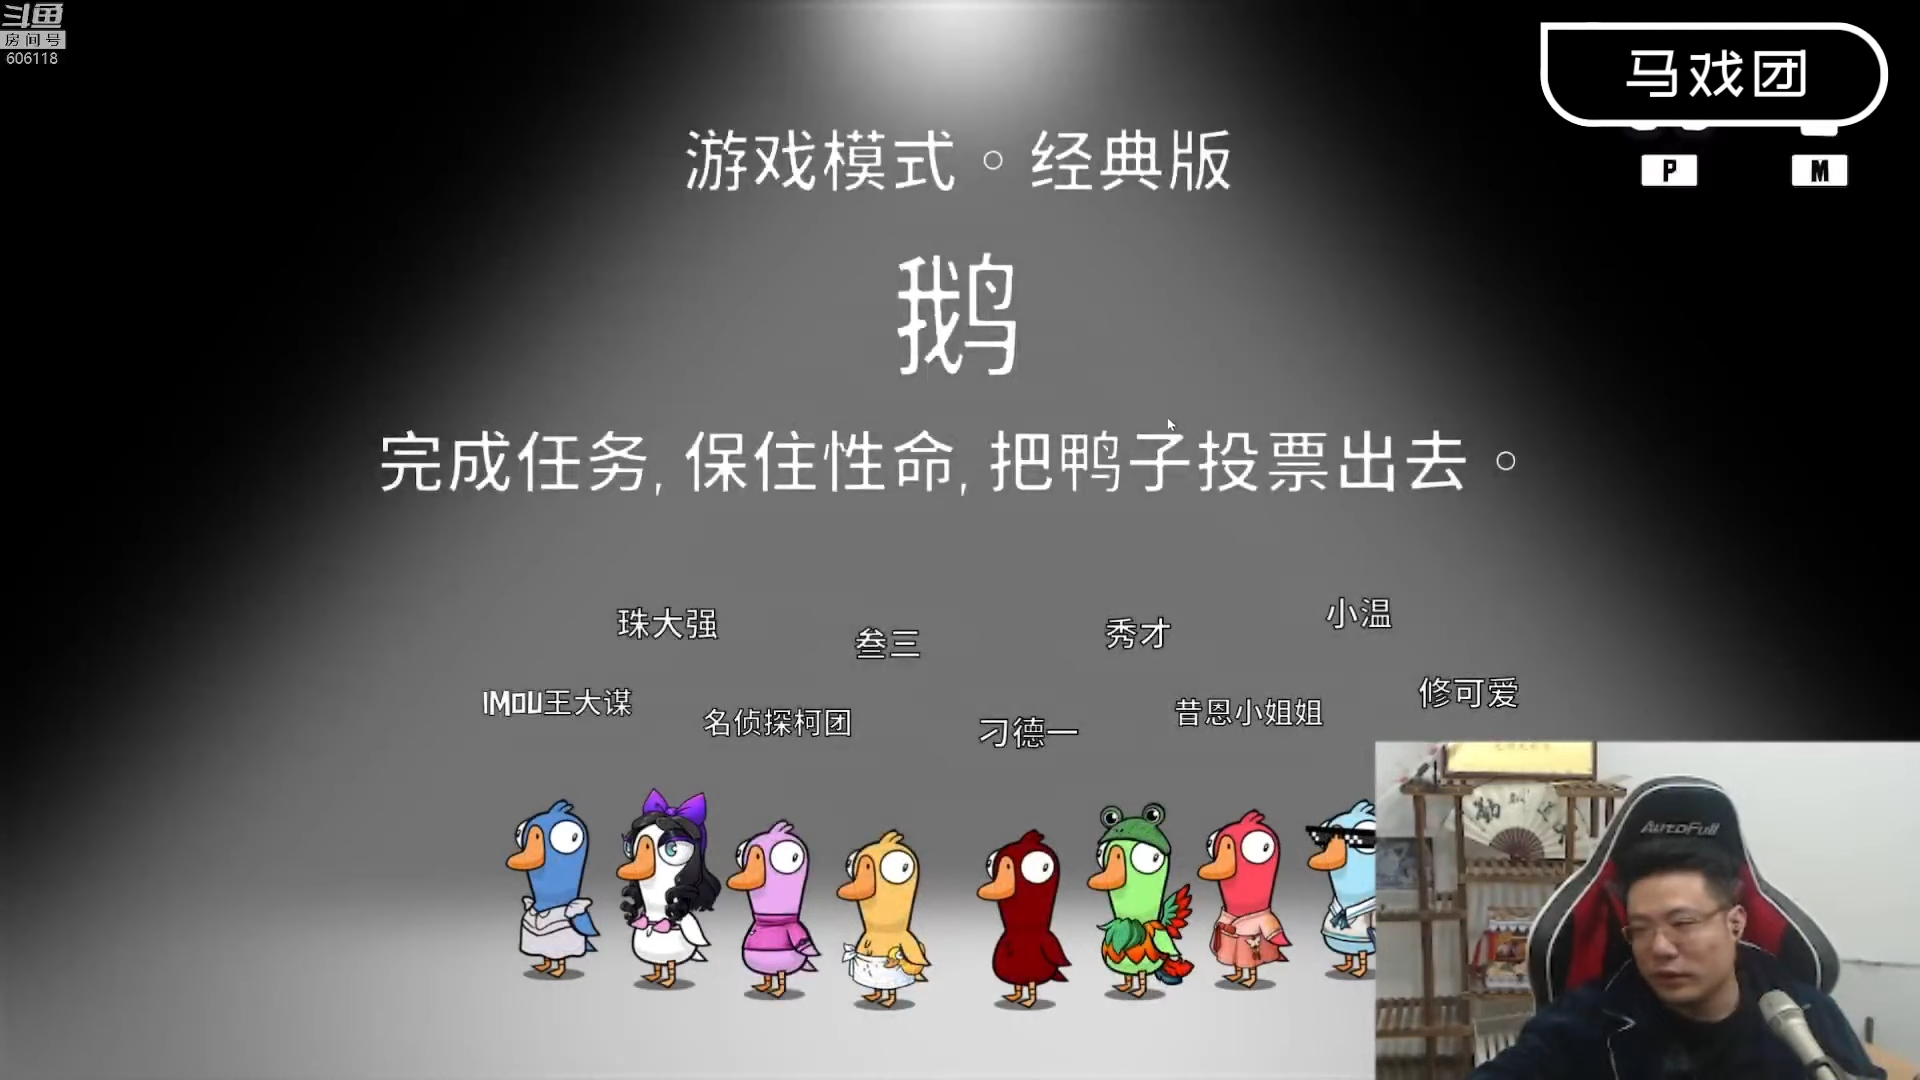 斗鱼
房间号
606118
马戏团
P
M
游戏模式。经典版
鹅
完成任务, 保住性命, 把鸭子投票出去。
珠大强
叁三
秀才
小温
IMOU王大谋
名侦探柯团
刁德一
昔恩小姐姐
修可爱
AutoFull